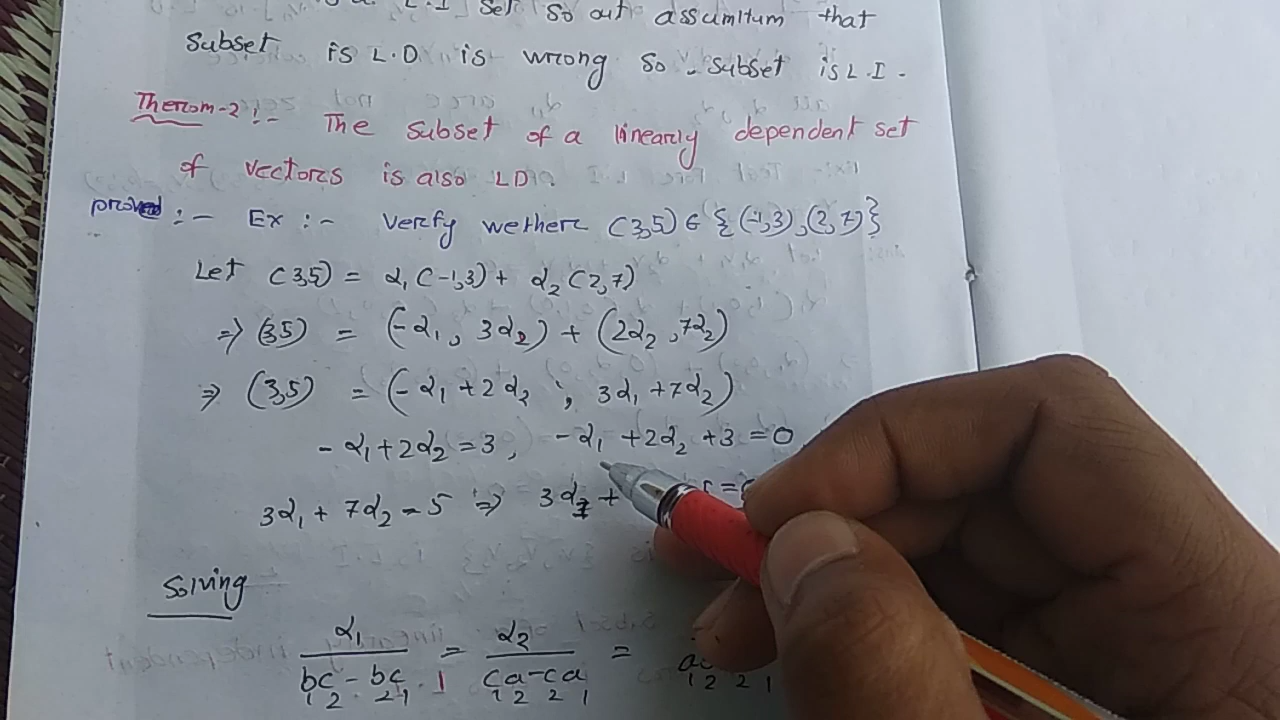 L.I set so out assumitum that
subset is L.D. is wrong so subset is L.I.
Therom-2 :- The subset of a linearly dependent set
of vectors is also LD.
proved :- Ex :- Verify wetherc (3,5) ∈ {(-1,3),(2,7)}
Let (3,5) = α₁(-1,3) + α₂(2,7)
⇒ (3,5) = (-α₁, 3α₂) + (2α₂, 7α₂)
⇒ (3,5) = (-α₁+2α₂ , 3α₁+7α₂)
-α₁+2α₂=3, -α₁+2α₂+3=0
3α₁+7α₂=5 ⇒ 3α₁+
Solving
α₁/(b₁c₂-b₂c₁) = α₂/(c₁a₂-c₂a₁) =